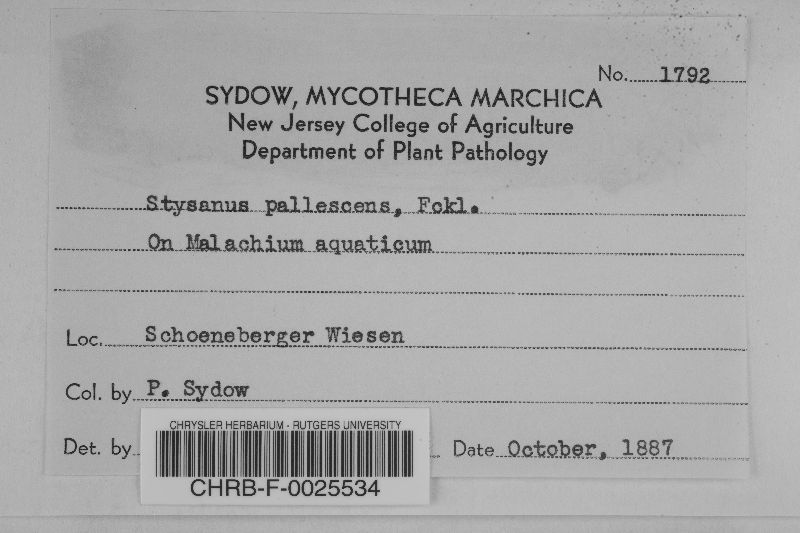 No. 1792
SYDOW, MYCOTHECA MARCHICA
New Jersey College of Agriculture
Department of Plant Pathology
Stysanus pallescens, Fckl.
On Malachium aquaticum
Loc. Schoeneberger Wiesen
Col. by P. Sydow
Det. by
Date October, 1887
CHRYSLER HERBARIUM - RUTGERS UNIVERSITY
CHRB-F-0025534